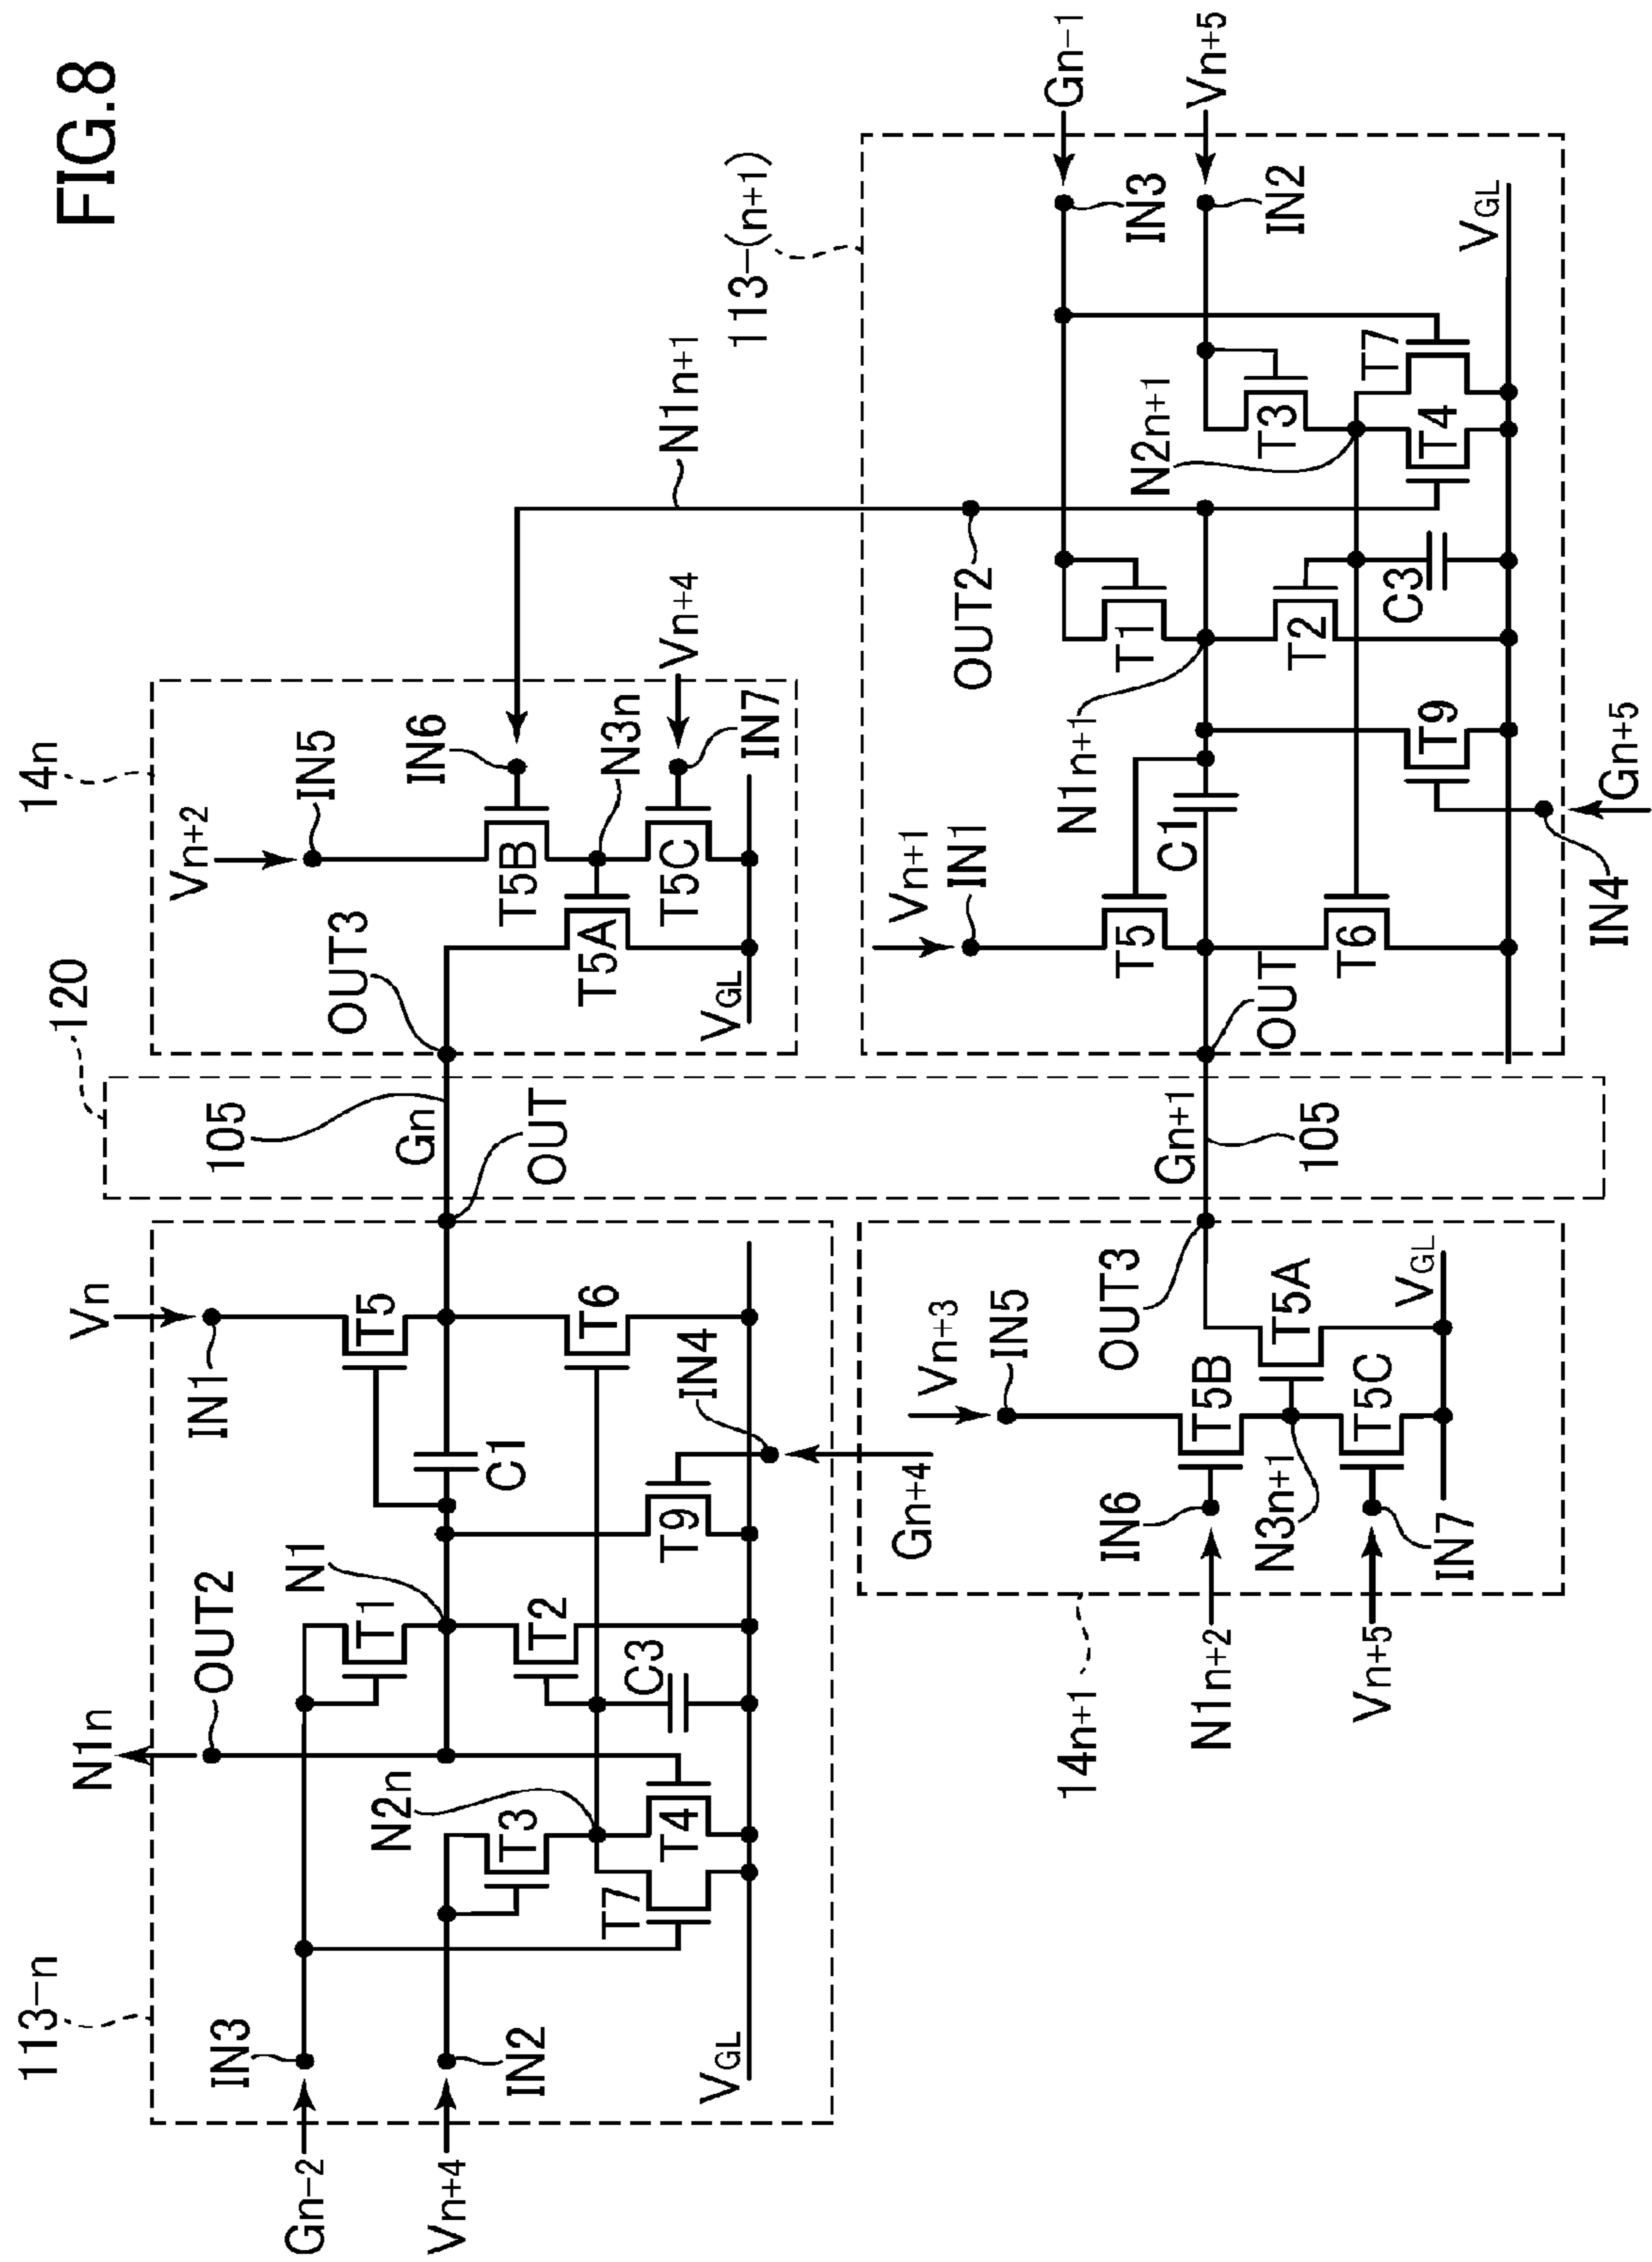 FIG.8
113-n
Gn-2
IN3
Vn+4
IN2
N1n
OUT2
N1
Vn
IN1
T1
T5
C1
N2n
T3
T2
T6
T7
T4
C3
T9
IN4
VGL
Gn+4
OUT
120
105
Gn
14n
Vn+2
IN5
OUT3
IN6
T5B
N3n
T5A
T5C
Vn+4
IN7
VGL
N1n+1
14n+1
Vn+3
IN5
OUT3
IN6
N1n+2
T5B
T5A
N3n+1
T5C
Vn+5
IN7
VGL
Gn+1
105
113-(n+1)
Gn-1
IN3
Vn+5
IN2
OUT2
Vn+1
IN1
N1n+1
N2n+1
T5
T1
C1
T3
OUT
T6
T2
T9
C3
T4
T7
VGL
IN4
Gn+5